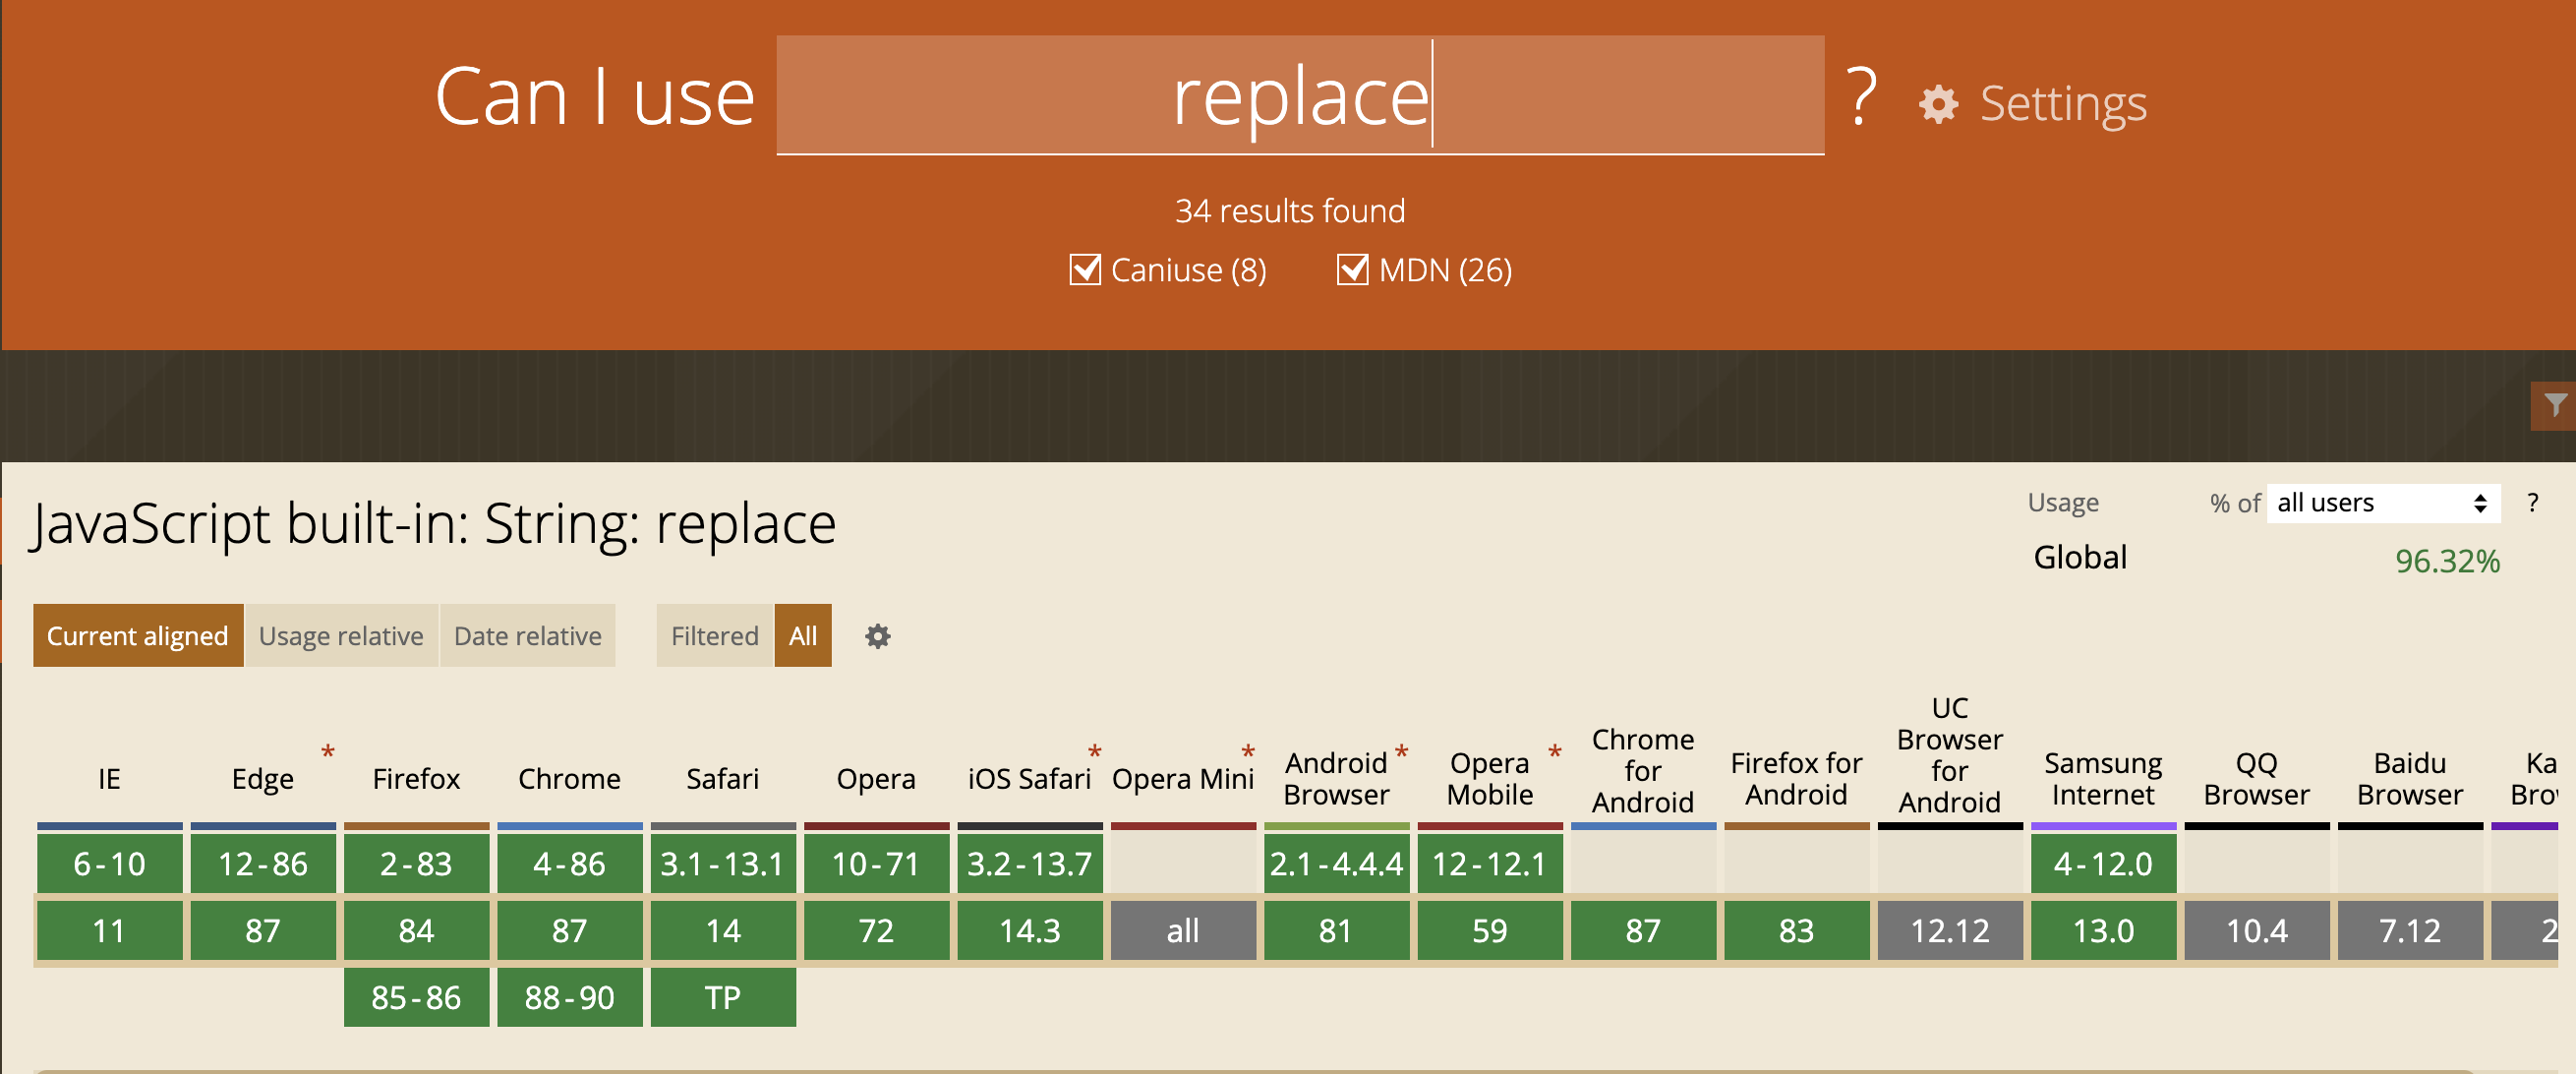 Can I use replace ? Settings
34 results found
Caniuse (8) MDN (26)
JavaScript built-in: String: replace
Usage % of all users ?
Global 96.32%
Current aligned Usage relative Date relative Filtered All
IE
Edge *
Firefox
Chrome
Safari
Opera
iOS Safari *
Opera Mini *
Android Browser *
Opera Mobile *
Chrome for Android
Firefox for Android
UC Browser for Android
Samsung Internet
QQ Browser
Baidu Browser
6-10 12-86 2-83 4-86 3.1-13.1 10-71 3.2-13.7 2.1-4.4.4 12-12.1 4-12.0
11 87 84 87 14 72 14.3 all 81 59 87 83 12.12 13.0 10.4 7.12
85-86 88-90 TP